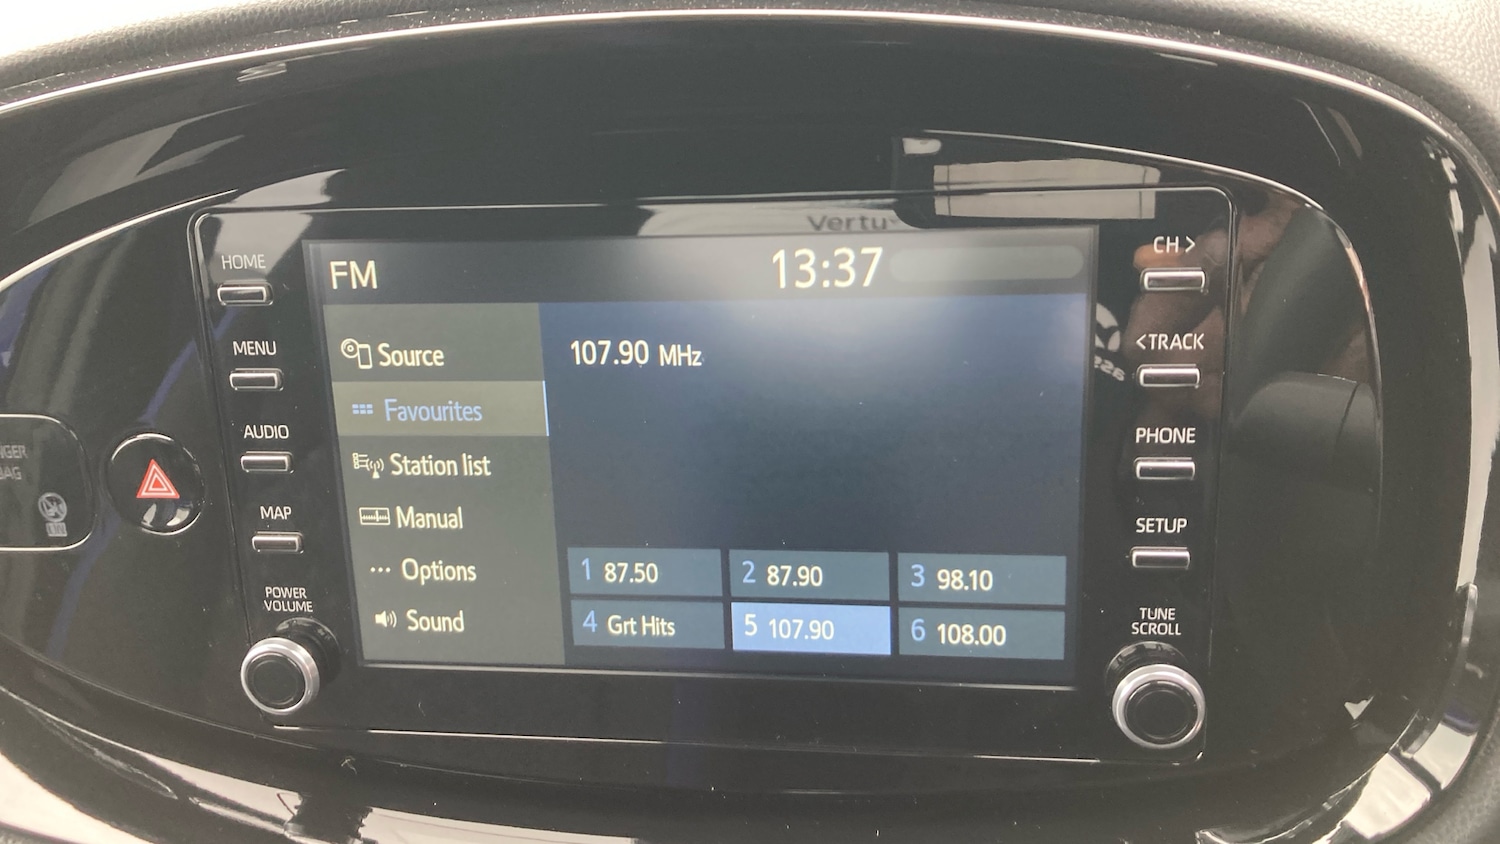 Vertu
HOME
FM
13:37
CH >
MENU
Source
107.90 MHz
<TRACK
Favourites
AUDIO
Station list
PHONE
MAP
Manual
SETUP
Options
1 87.50
2 87.90
3 98.10
POWER
VOLUME
Sound
4 Grt Hits
5 107.90
6 108.00
TUNE
SCROLL